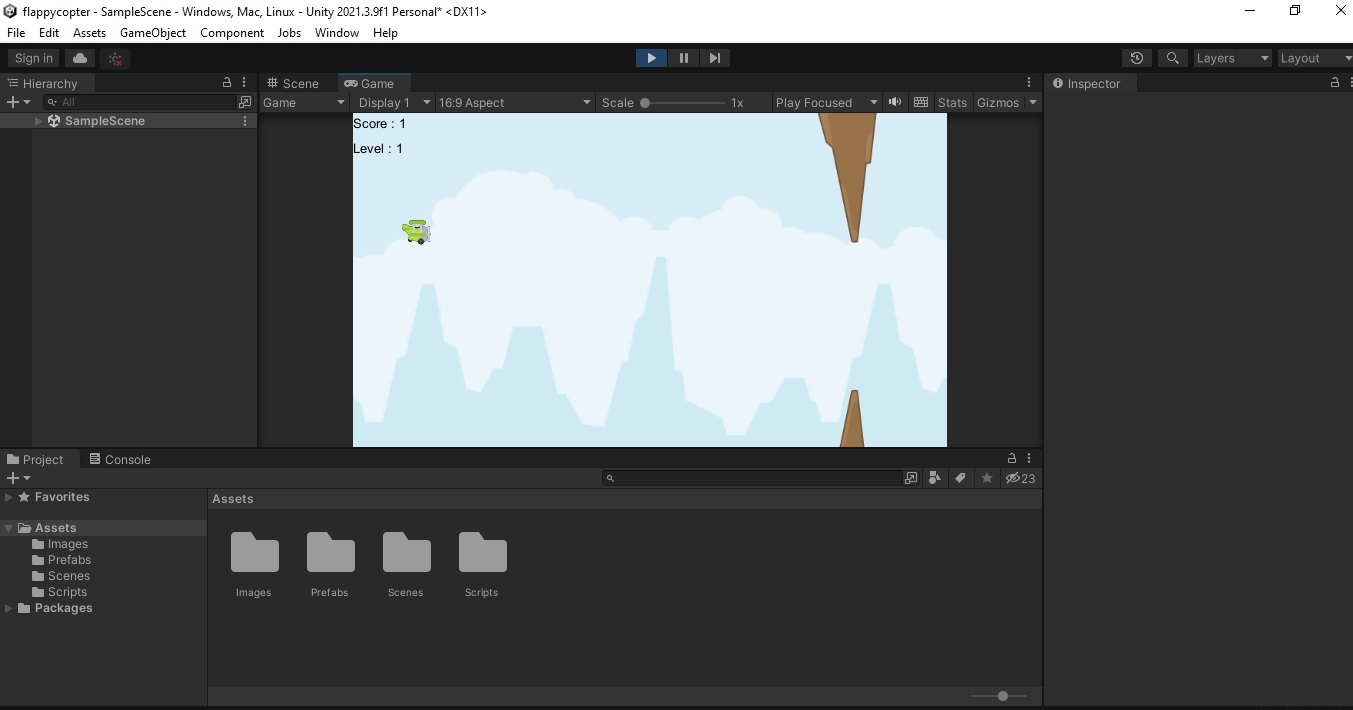 flappycopter - SampleScene - Windows, Mac, Linux - Unity 2021.3.9f1 Personal* <DX11>
File Edit Assets GameObject Component Jobs Window Help
Sign in Layers Layout
Hierarchy Scene Game Inspector
All Game Display 1 16:9 Aspect Scale 1x Play Focused Stats Gizmos
SampleScene
Score : 1
Level : 1
Project Console
23
Favorites
Assets
Assets
Images
Prefabs
Scenes
Scripts
Packages
Images Prefabs Scenes Scripts